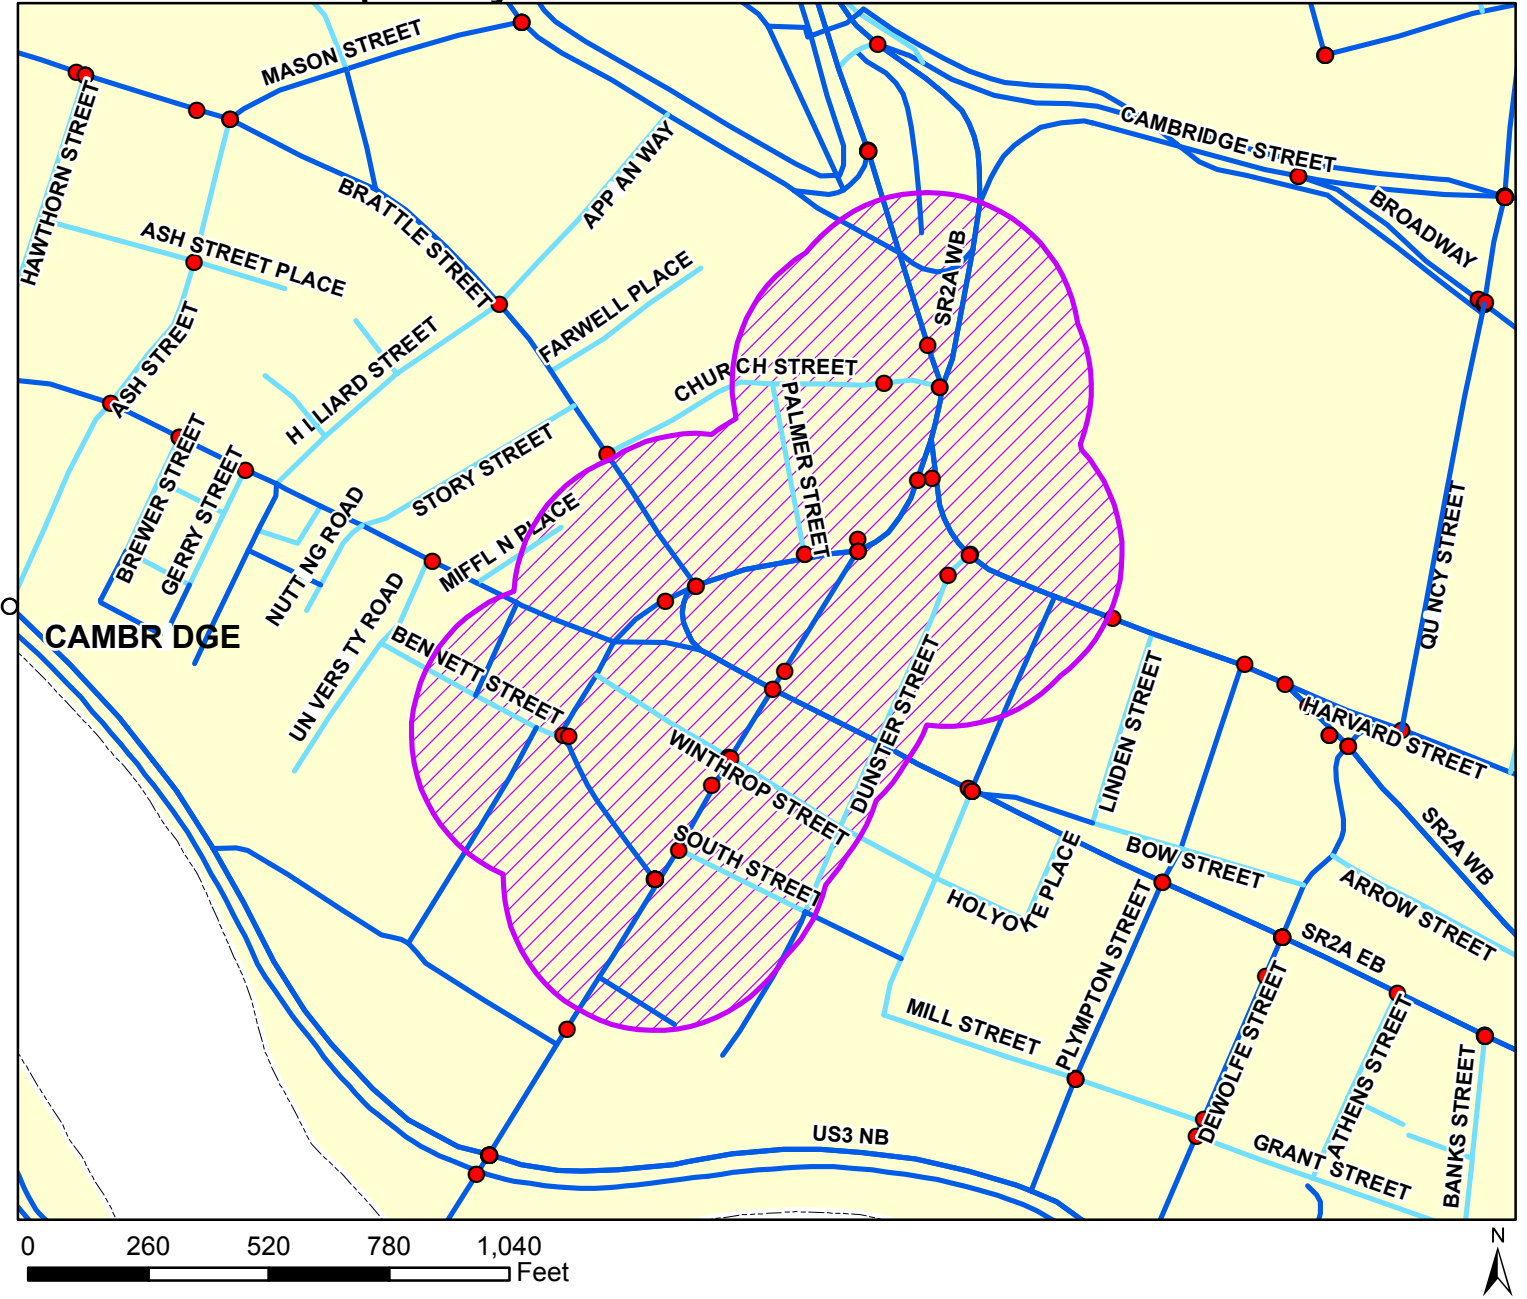 MASON STREET
CAMBRIDGE STREET
BROADWAY
HAWTHORN STREET
APP AN WAY
BRATTLE STREET
ASH STREET PLACE
SR2A WB
FARWELL PLACE
ASH STREET
H LLIARD STREET
CHURCH STREET
PALMER STREET
STORY STREET
BREWER STREET
GERRY STREET
NUTT NG ROAD
MIFFL N PLACE
QU NCY STREET
CAMBR DGE
UN VERS TY ROAD
BENNETT STREET
DUNSTER STREET
LINDEN STREET
HARVARD STREET
WINTHROP STREET
SOUTH STREET
SR2A WB
BOW STREET
HOLYOKE PLACE
ARROW STREET
PLYMPTON STREET
SR2A EB
MILL STREET
DEWOLFE STREET
ATHENS STREET
BANKS STREET
US3 NB
GRANT STREET
0 260 520 780 1,040
Feet
N